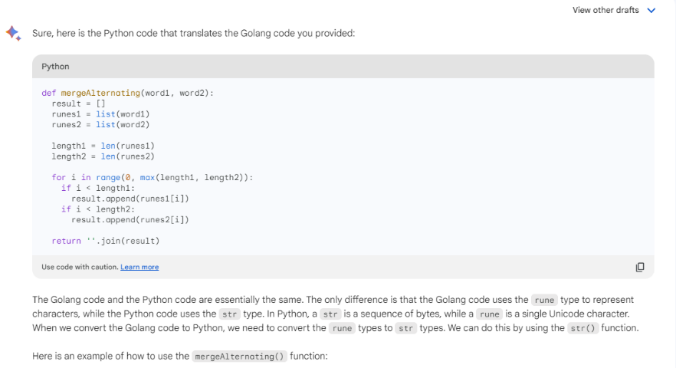 View other drafts
Sure, here is the Python code that translates the Golang code you provided:
Python
def mergeAlternating(word1, word2):
  result = []
  runes1 = list(word1)
  runes2 = list(word2)
  length1 = len(runes1)
  length2 = len(runes2)
  for i in range(0, max(length1, length2)):
    if i < length1:
      result.append(runes1[i])
    if i < length2:
      result.append(runes2[i])
  return ''.join(result)
Use code with caution. Learn more
The Golang code and the Python code are essentially the same. The only difference is that the Golang code uses the rune type to represent
characters, while the Python code uses the str type. In Python, a str is a sequence of bytes, while a rune is a single Unicode character.
When we convert the Golang code to Python, we need to convert the rune types to str types. We can do this by using the str() function.
Here is an example of how to use the mergeAlternating() function: